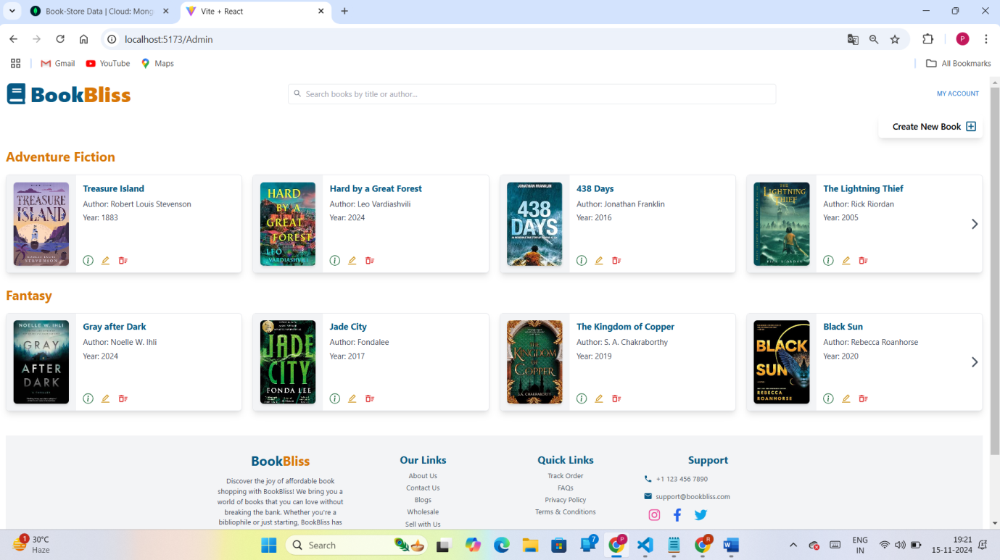 Book-Store Data | Cloud: Mong
Vite + React
localhost:5173/Admin
P
Gmail
YouTube
Maps
All Bookmarks
BookBliss
Search books by title or author...
MY ACCOUNT
Create New Book
Adventure Fiction
TREASURE
ISLAND
ROBERT LOUIS
STEVENSON
Treasure Island
Author: Robert Louis Stevenson
Year: 1883
HARD
BY A
GREAT
FOREST
LEO
VARDIASHVILI
Hard by a Great Forest
Author: Leo Vardiashvili
Year: 2024
JONATHAN FRANKLIN
438
DAYS
438 Days
Author: Jonathan Franklin
Year: 2016
THE
LIGHTNING
THIEF
RICK RIORDAN
The Lightning Thief
Author: Rick Riordan
Year: 2005
Fantasy
NOELLE W. IHLI
GRAY
AFTER
DARK
Gray after Dark
Author: Noelle W. Ihli
Year: 2024
JADE
CITY
FONDA LEE
Jade City
Author: Fondalee
Year: 2017
THE
KINGDOM
OF
COPPER
S.A. CHAKRABORTY
The Kingdom of Copper
Author: S. A. Chakraborty
Year: 2019
BLACK
SUN
REBECCA
ROANHORSE
Black Sun
Author: Rebecca Roanhorse
Year: 2020
BookBliss
Discover the joy of affordable book
shopping with BookBliss! We bring you a
world of books that you can love without
breaking the bank. Whether you're a
bibliophile or just starting, BookBliss has
Our Links
About Us
Contact Us
Blogs
Wholesale
Sell with Us
Quick Links
Track Order
FAQs
Privacy Policy
Terms & Conditions
Support
+1 123 456 7890
support@bookbliss.com
1
30°C
Haze
Search
7
P
R
W
ENG
IN
19:21
15-11-2024